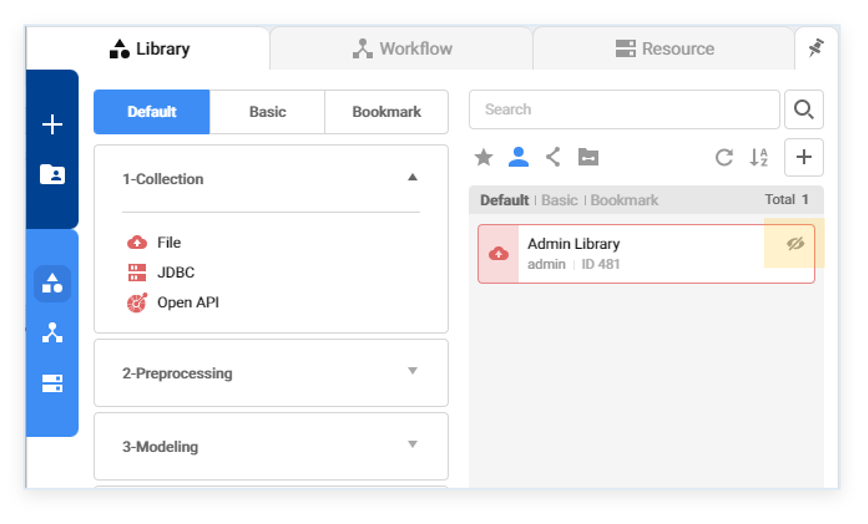 Library
Workflow
Resource
Default
Basic
Bookmark
1-Collection
File
JDBC
Open API
2-Preprocessing
3-Modeling
Search
A
Z
Default | Basic | Bookmark
Total 1
Admin Library
admin | ID 481